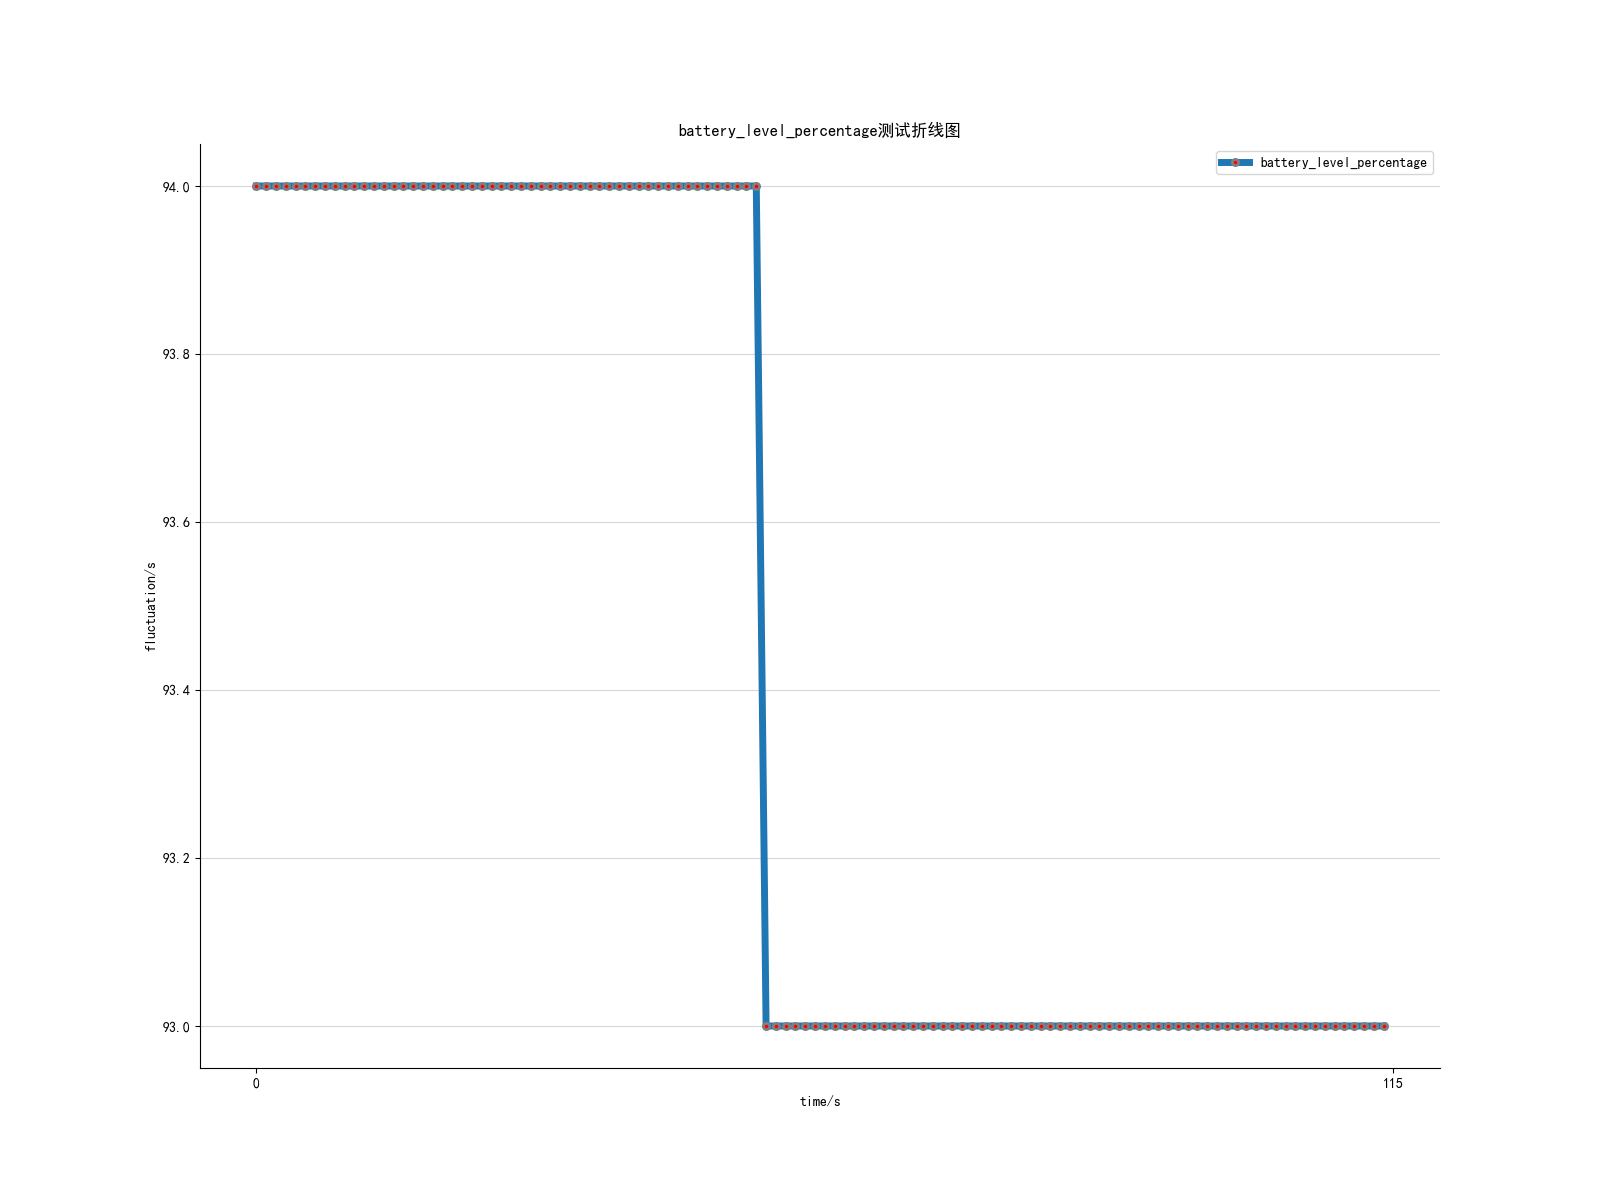 battery_level_percentage测试折线图
battery_level_percentage
94.0
93.8
93.6
93.4
93.2
93.0
fluctuation/s
0
115
time/s